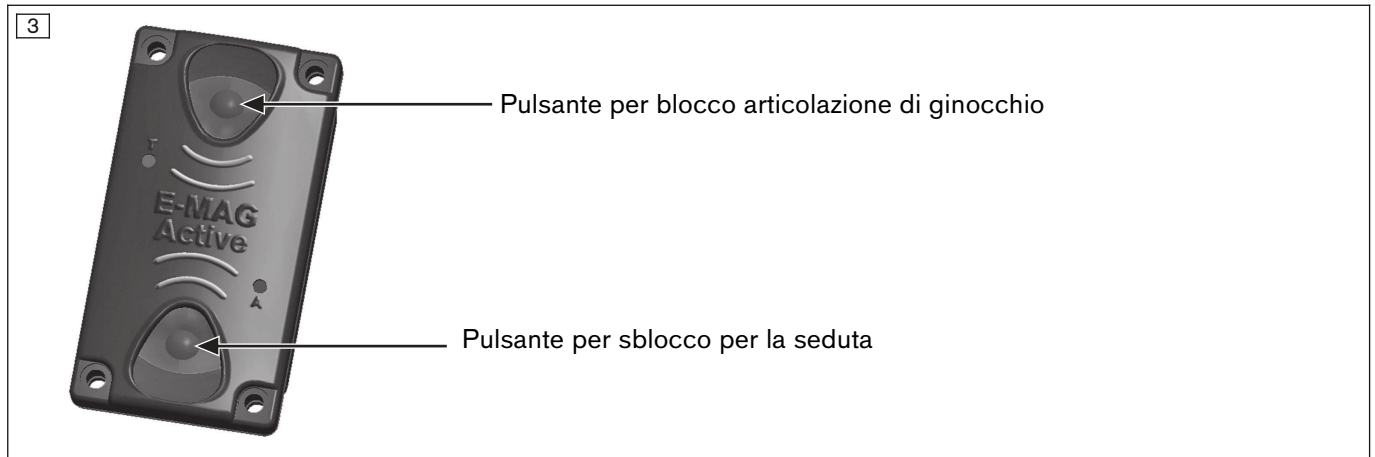 3
Pulsante per blocco articolazione di ginocchio
T
E-MAG
Active
A
Pulsante per sblocco per la seduta